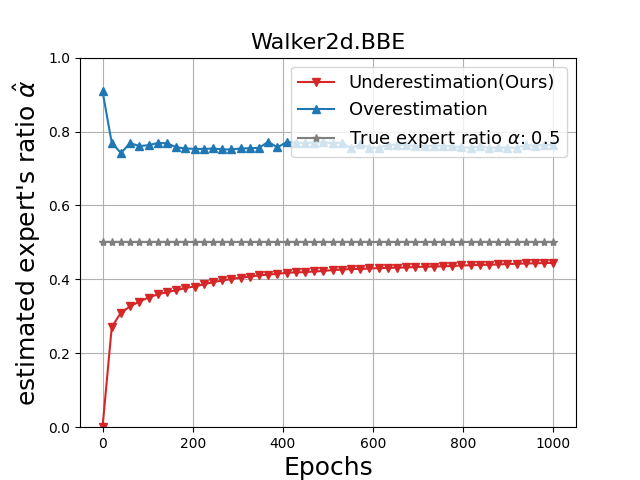 Walker2d.BBE
estimated expert's ratio α̂
1.0
0.8
0.6
0.4
0.2
0.0
Underestimation(Ours)
Overestimation
True expert ratio α: 0.5
0
200
400
600
800
1000
Epochs